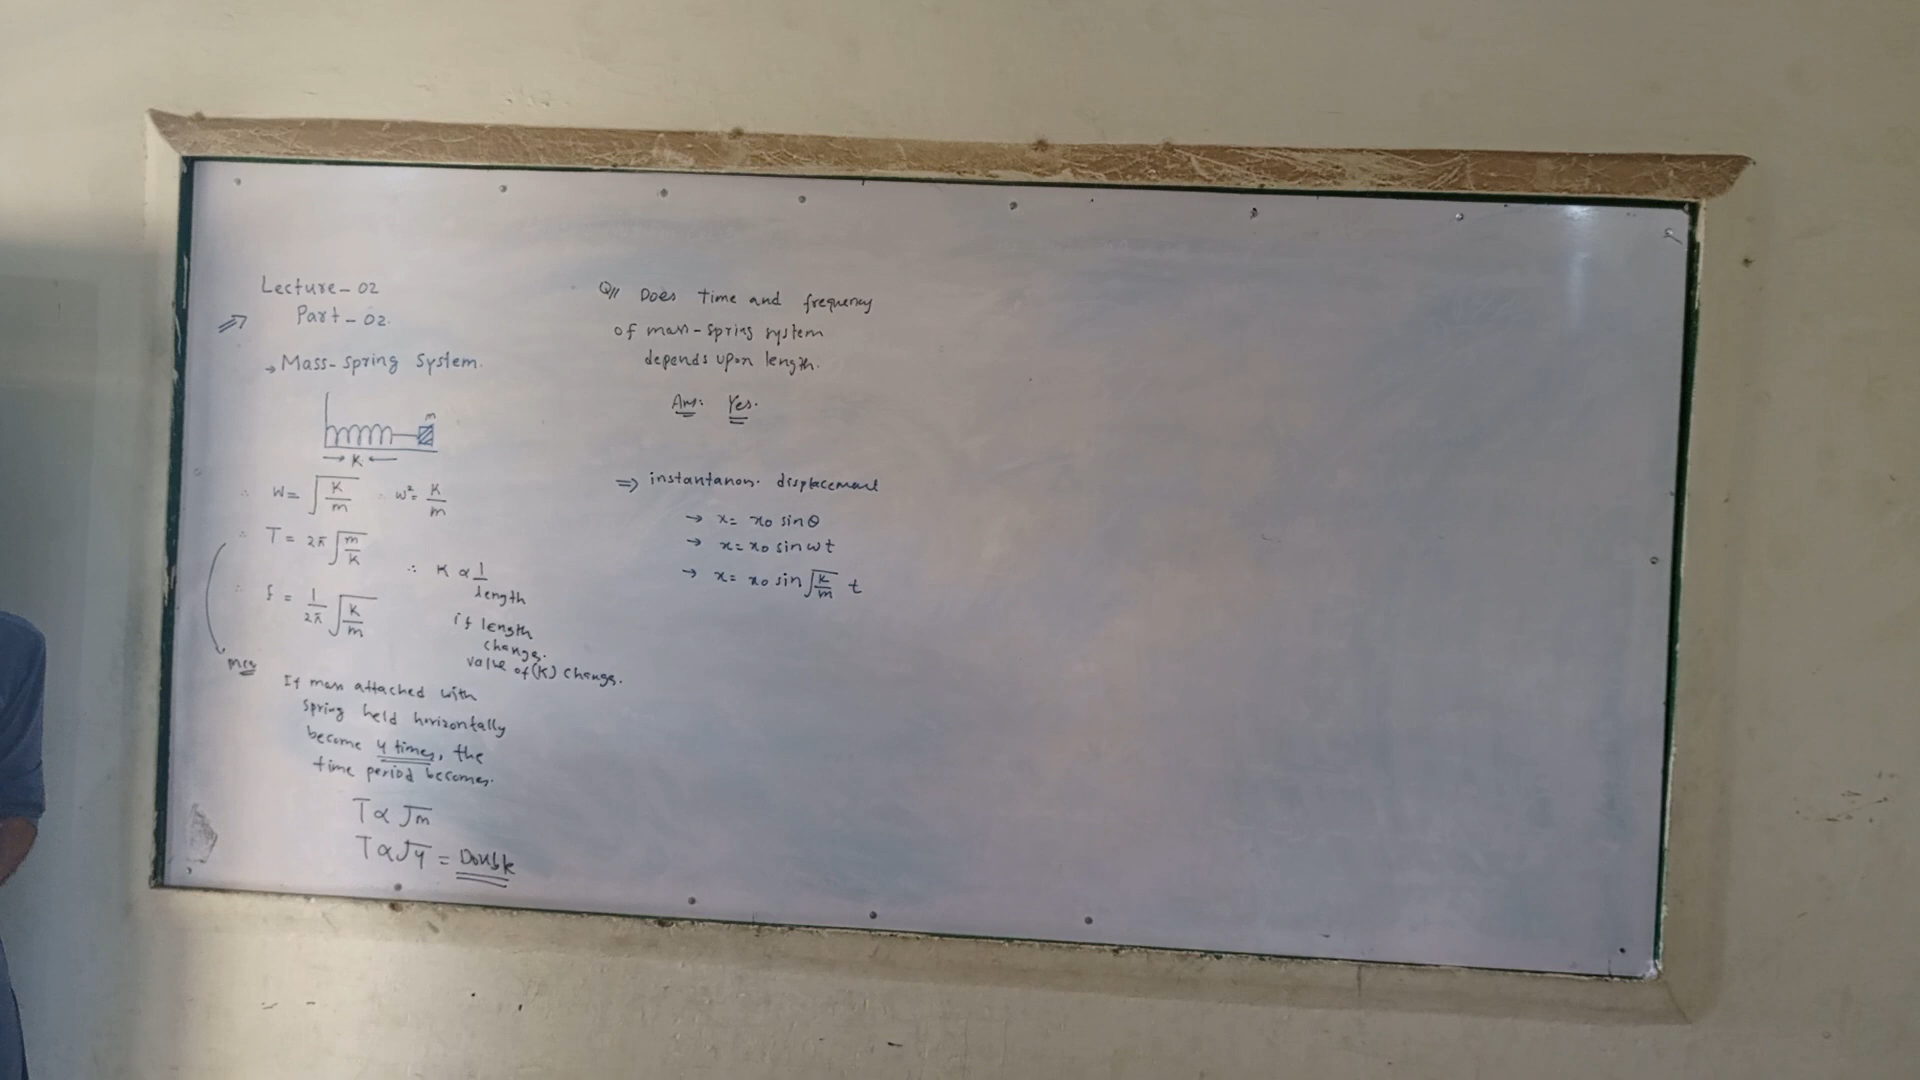 Lecture-02
Part-02.
→ Mass-spring system.
m
→ K ←
∴ W = √(K/m) ∴ w² = K/m
∴ T = 2π √(m/K)
∴ K ∝ 1/length
∴ f = 1/2π √(K/m)
if length
change.
value of (K) change.
Mcq
If mass attached with
spring held horizontally
become 4 times, the
time period becomes.
T ∝ √m
T ∝ √4 = Double
Q// Does time and frequency
of mass-spring system
depends upon length.
Ans: Yes.
⇒ instantanous displacement
→ x = x₀ sin θ
→ x = x₀ sin wt
→ x = x₀ sin √(K/m) t